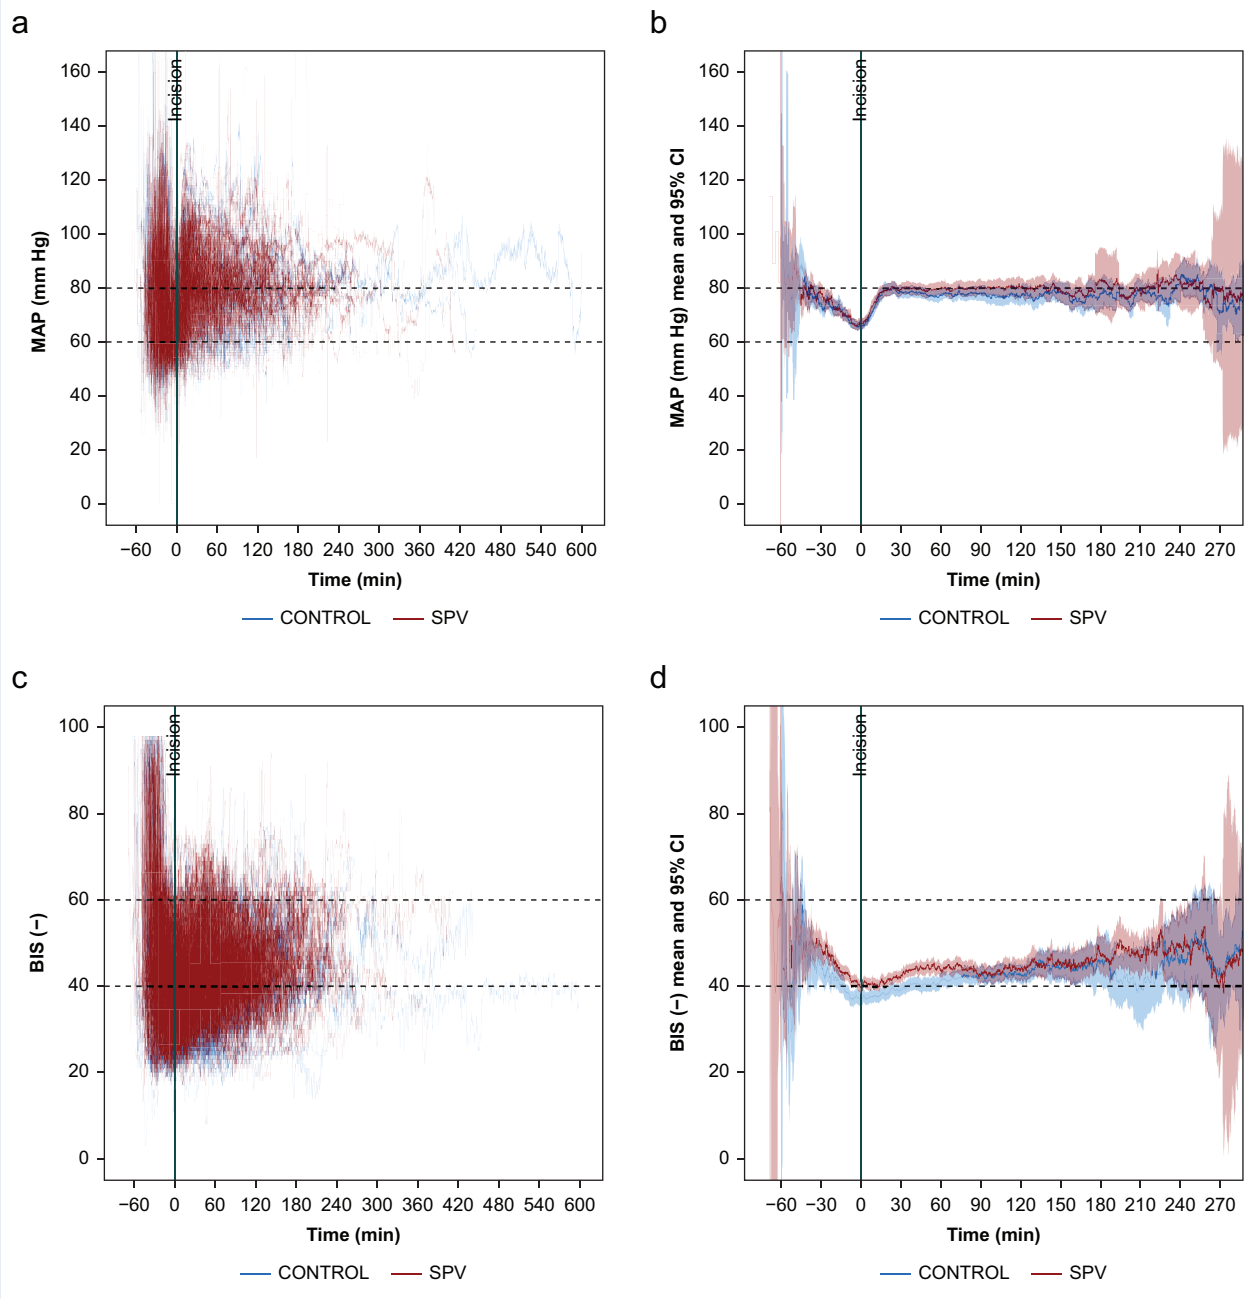 a
160
140
120
100
80
60
40
20
0
MAP (mm Hg)
Incision
−60 0 60 120 180 240 300 360 420 480 540 600
Time (min)
CONTROL SPV
b
160
140
120
100
80
60
40
20
0
MAP (mm Hg) mean and 95% CI
Incision
−60 −30 0 30 60 90 120 150 180 210 240 270
Time (min)
CONTROL SPV
c
100
80
60
40
20
0
BIS (−)
Incision
−60 0 60 120 180 240 300 360 420 480 540 600
Time (min)
CONTROL SPV
d
100
80
60
40
20
0
BIS (−) mean and 95% CI
Incision
−60 −30 0 30 60 90 120 150 180 210 240 270
Time (min)
CONTROL SPV